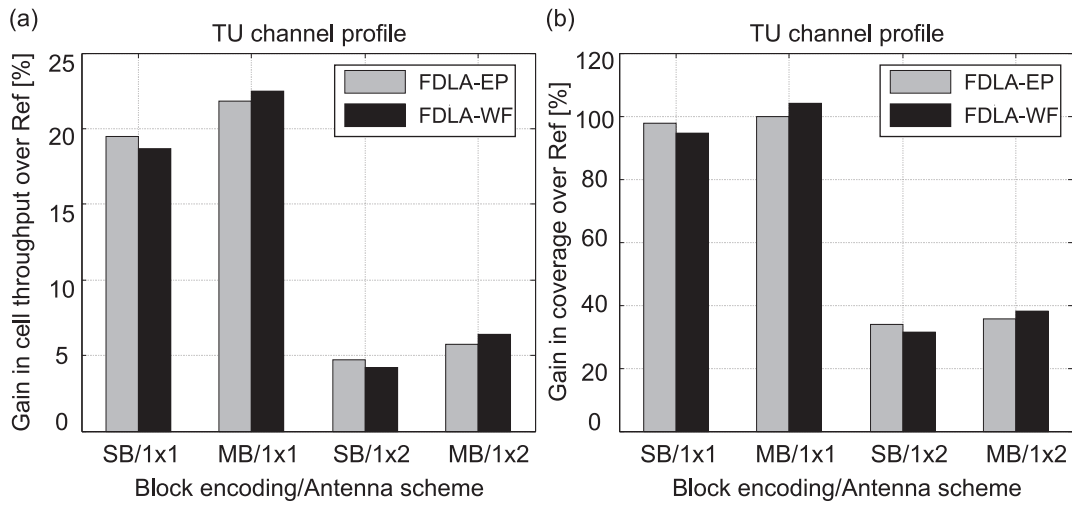 (a)
TU channel profile
Gain in cell throughput over Ref [%]
25
20
15
10
5
0
FDLA-EP
FDLA-WF
SB/1x1 MB/1x1 SB/1x2 MB/1x2
Block encoding/Antenna scheme
(b)
TU channel profile
Gain in coverage over Ref [%]
120
100
80
60
40
20
0
FDLA-EP
FDLA-WF
SB/1x1 MB/1x1 SB/1x2 MB/1x2
Block encoding/Antenna scheme